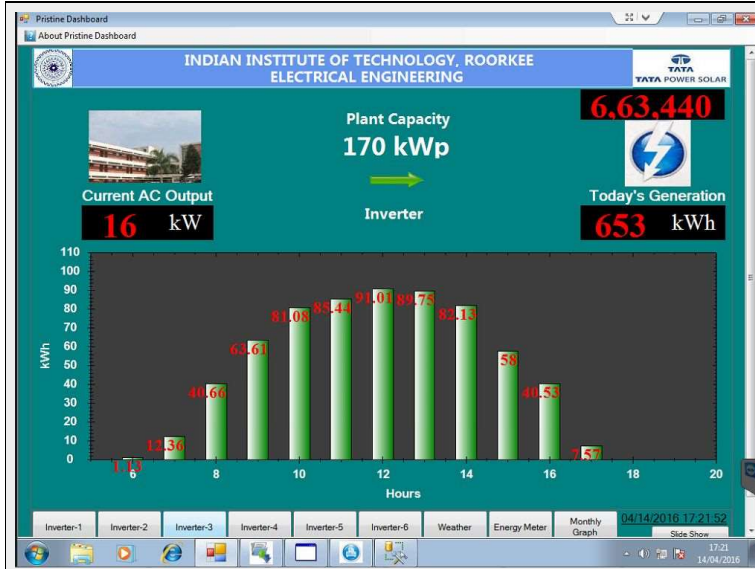 Pristine Dashboard
About Pristine Dashboard
INDIAN INSTITUTE OF TECHNOLOGY, ROORKEE
ELECTRICAL ENGINEERING
TATA
TATA POWER SOLAR
6,63,440
Plant Capacity
170 kWp
Current AC Output
16 kW
Inverter
Today's Generation
653 kWh
110
100
90
80
70
60
50
40
30
20
10
0
kWh
1.13
12.36
40.66
63.61
81.08
85.44
91.01
89.75
82.13
58
40.53
7.57
6 8 10 12 14 16 18 20
Hours
Inverter-1 Inverter-2 Inverter-3 Inverter-4 Inverter-5 Inverter-6 Weather Energy Meter Monthly Graph
04/14/2016 17:21:52
Slide Show
17:21
14/04/2016